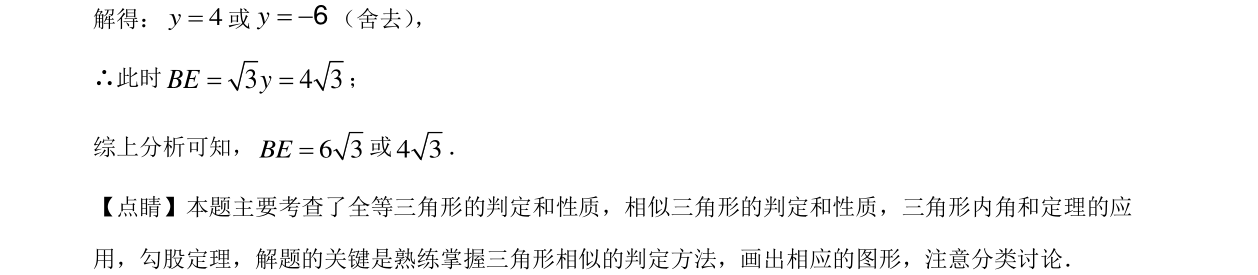 解得：y=4或y=−6（舍去），
∴此时BE=√3y=4√3；
综上分析可知，BE=6√3或4√3．
【点睛】本题主要考查了全等三角形的判定和性质，相似三角形的判定和性质，三角形内角和定理的应
用，勾股定理，解题的关键是熟练掌握三角形相似的判定方法，画出相应的图形，注意分类讨论．